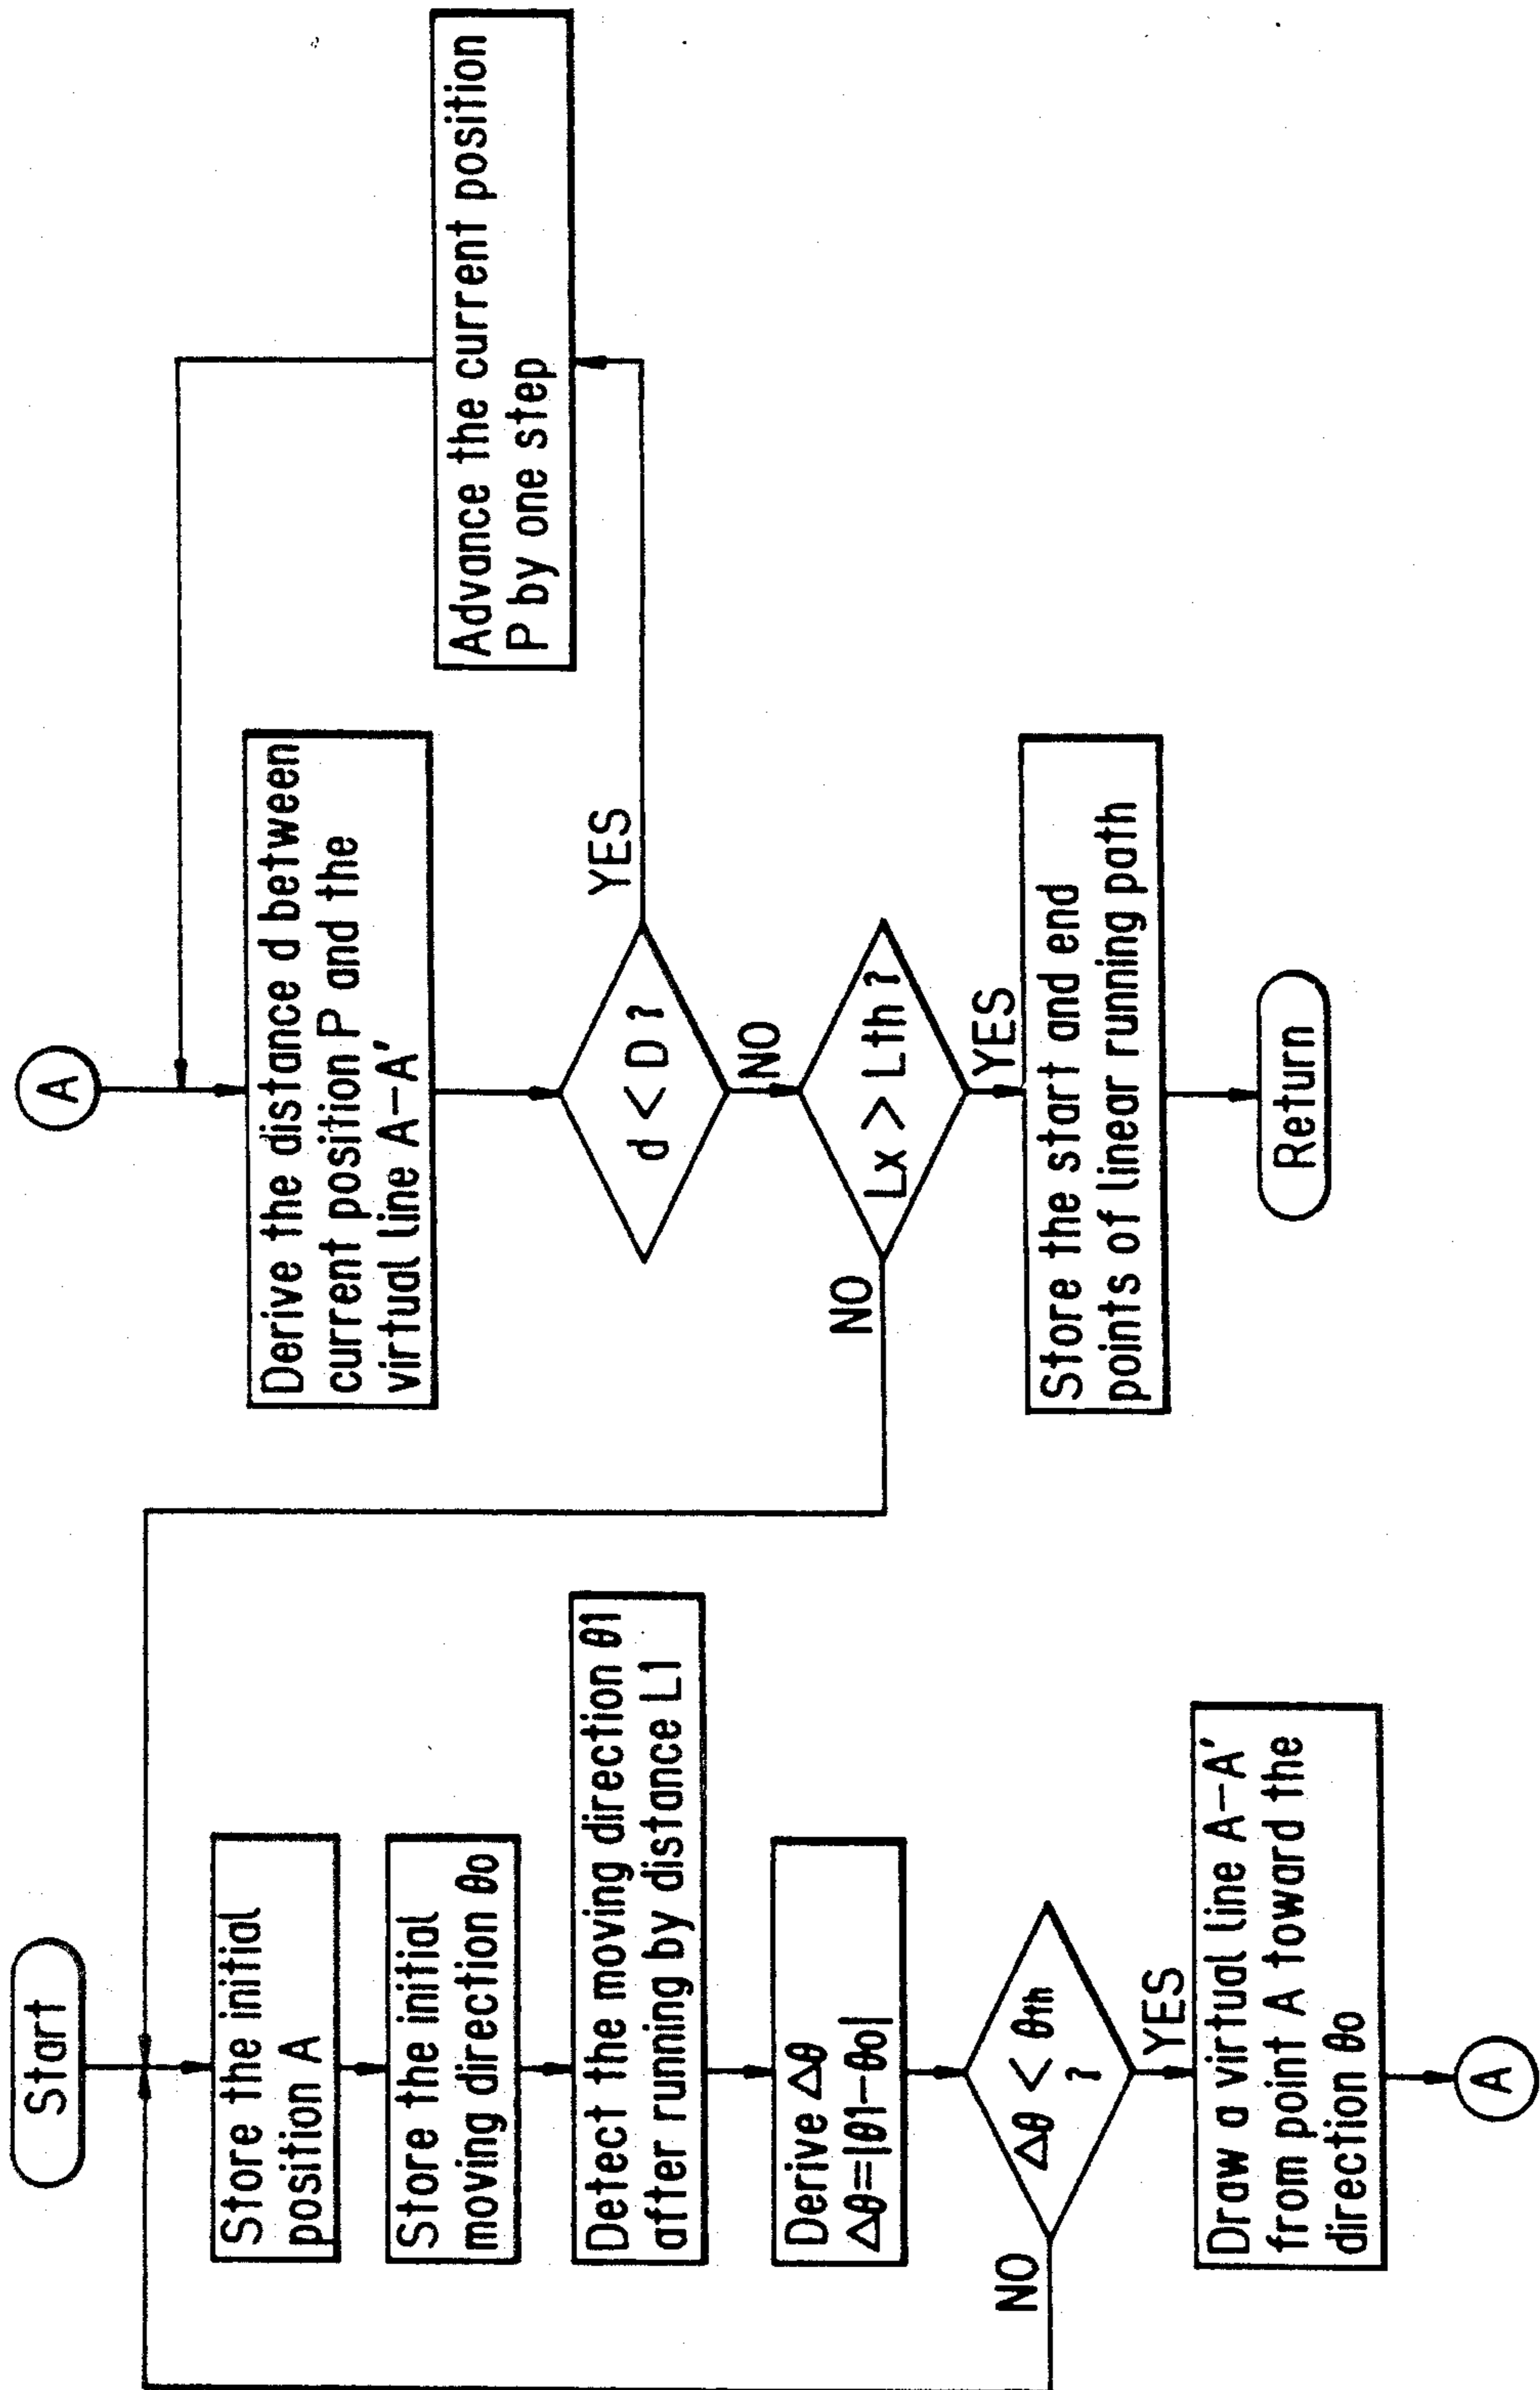 Start
Store the initial
position A
Store the initial
moving direction θo
Detect the moving direction θ1
after running by distance L1
Derive Δθ
Δθ=|θ1-θo|
Δθ < θth
?
NO
YES
Draw a virtual line A-A'
from point A toward the
direction θo
A
A
Derive the distance d between
current position P and the
virtual line A-A'
d < D ?
YES
Advance the current position
P by one step
NO
Lx > Lth ?
NO
YES
Store the start and end
points of linear running path
Return